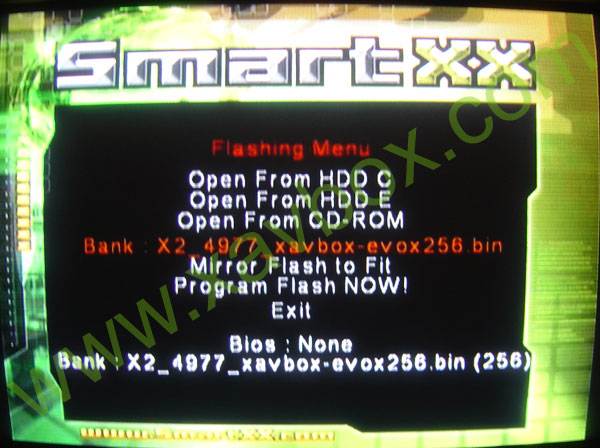 SmartXX
Flashing Menu
Open From HDD C
Open From HDD E
Open From CD-ROM
Bank : X2_4977_xavbox-evox256.bin
Mirror Flash to Fit
Program Flash NOW!
Exit
Bios : None
Bank : X2_4977_xavbox-evox256.bin (256)
www.xavbox.com